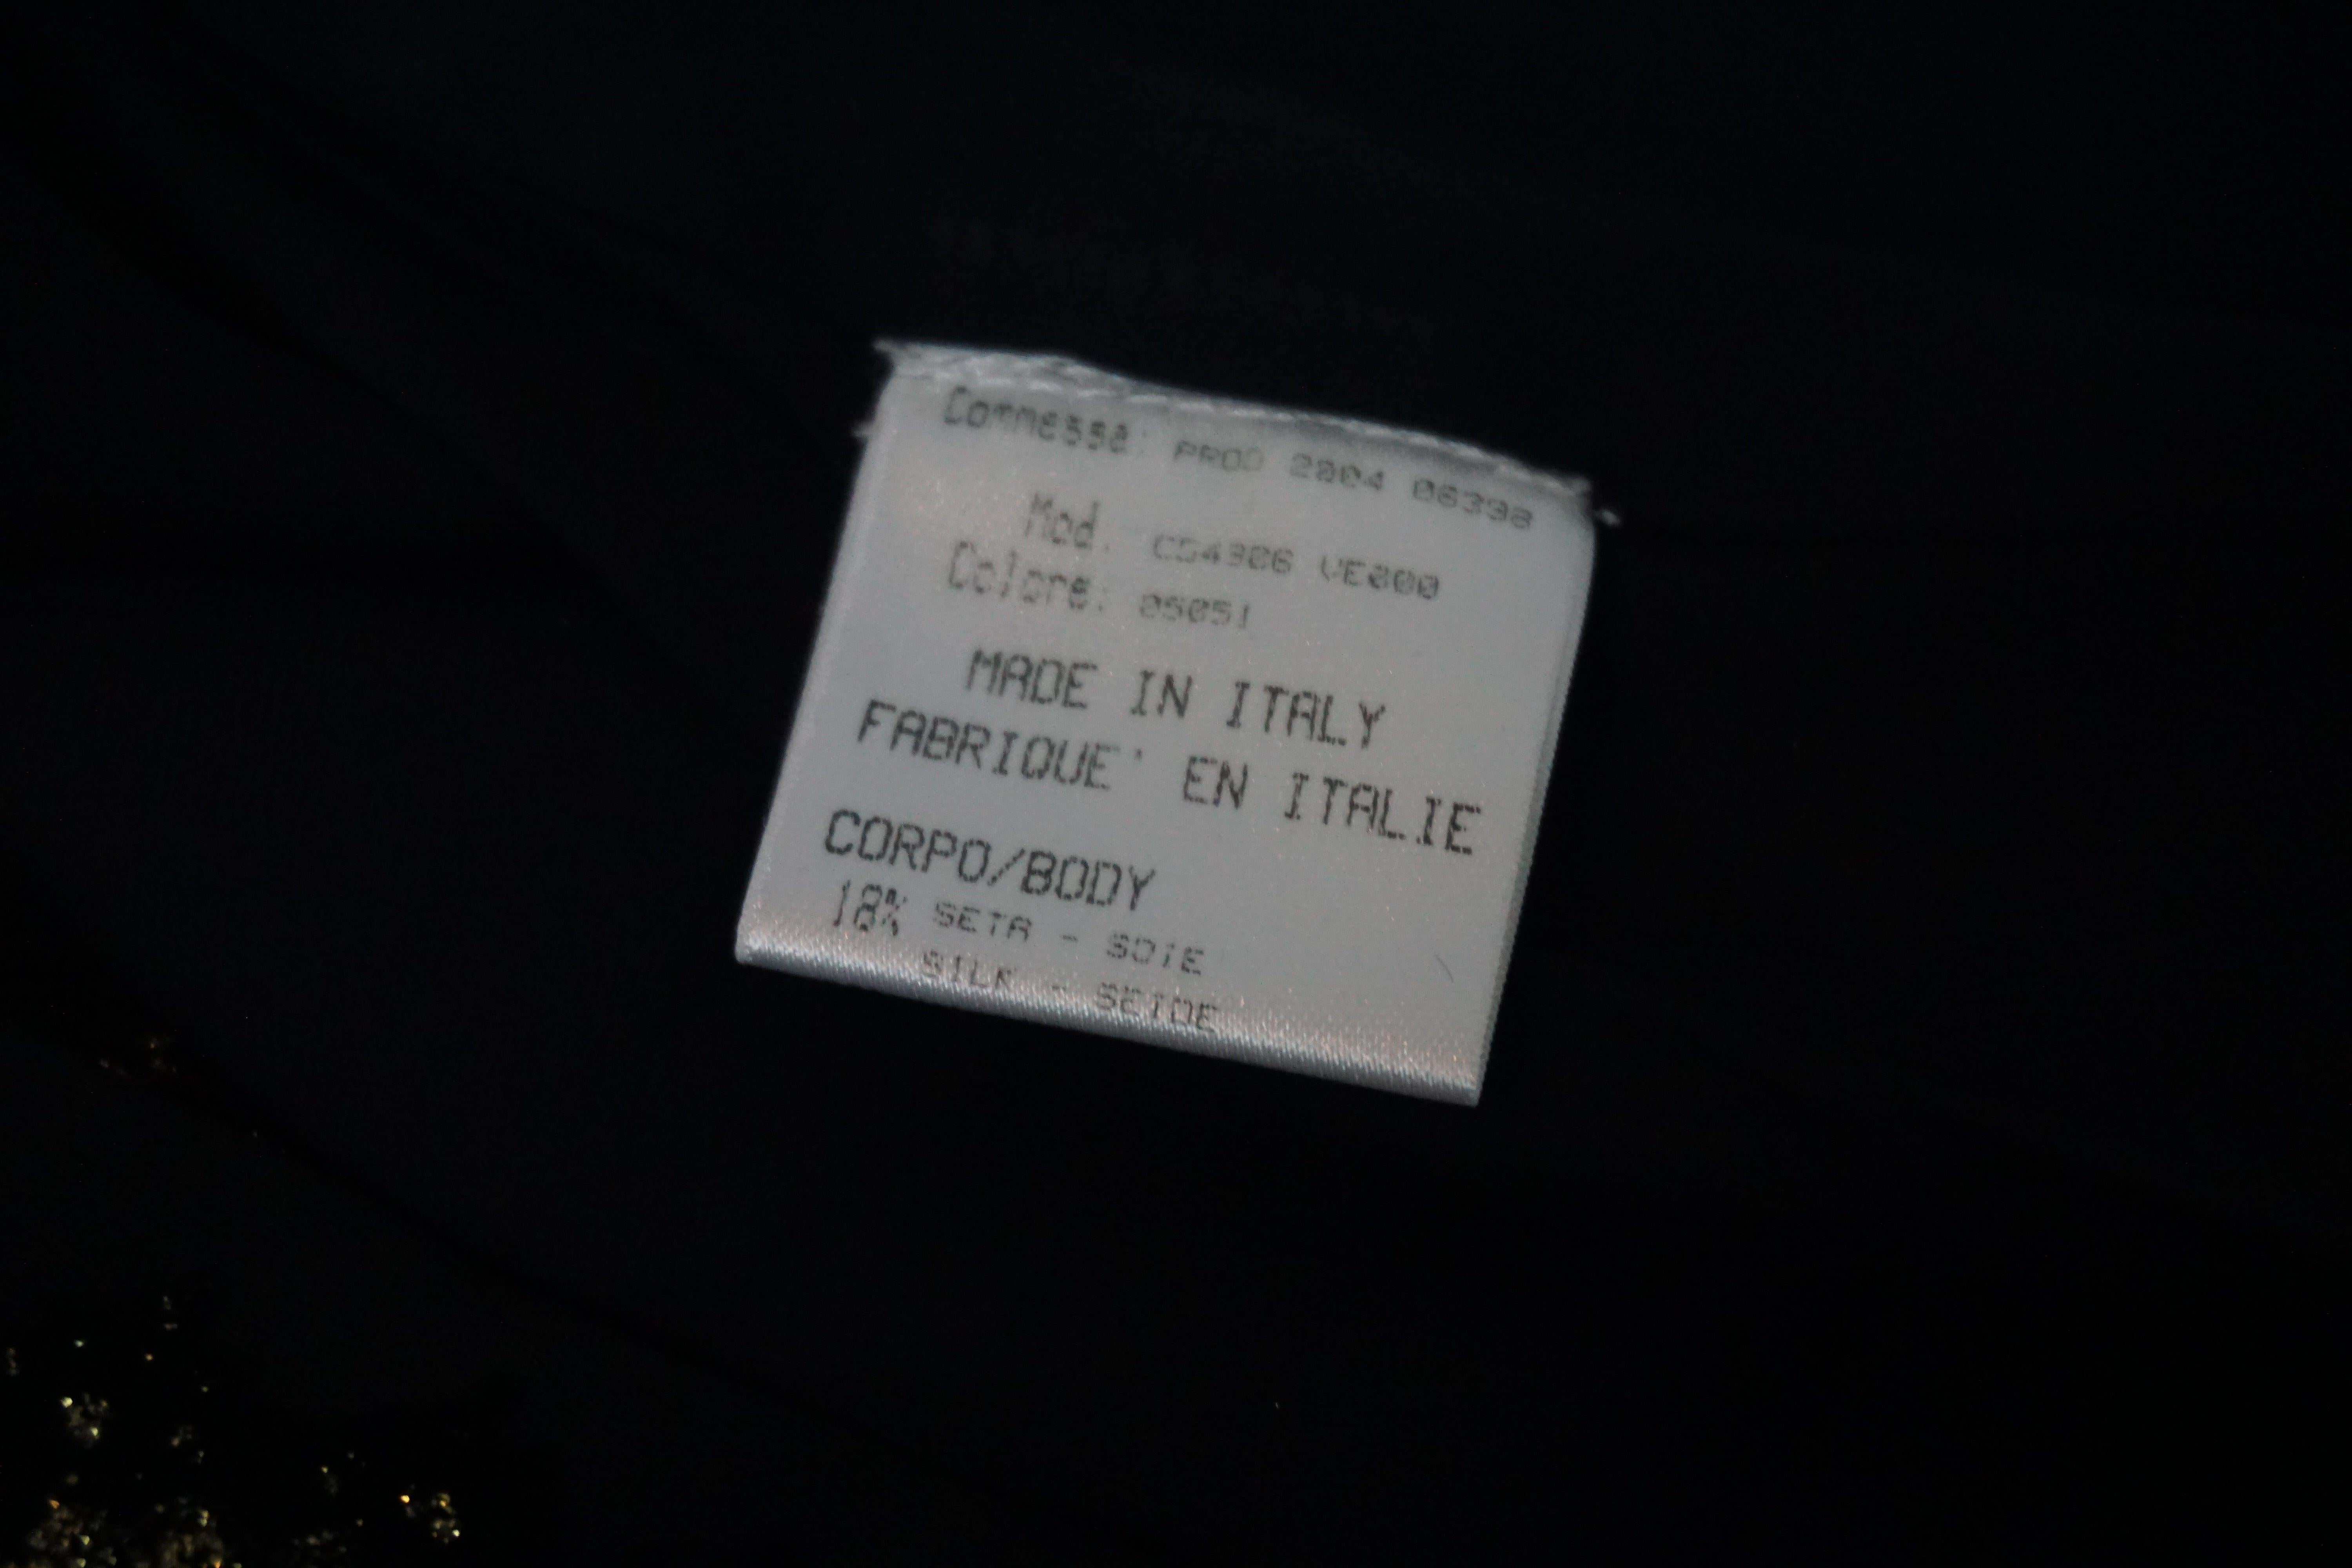 Commessa: PROD 2004 06398
Mod. CD4306 VE000
Colore: 05051
MADE IN ITALY
FABRIQUE' EN ITALIE
CORPO/BODY
18% SETA - SOIE
SILK - SEIDE